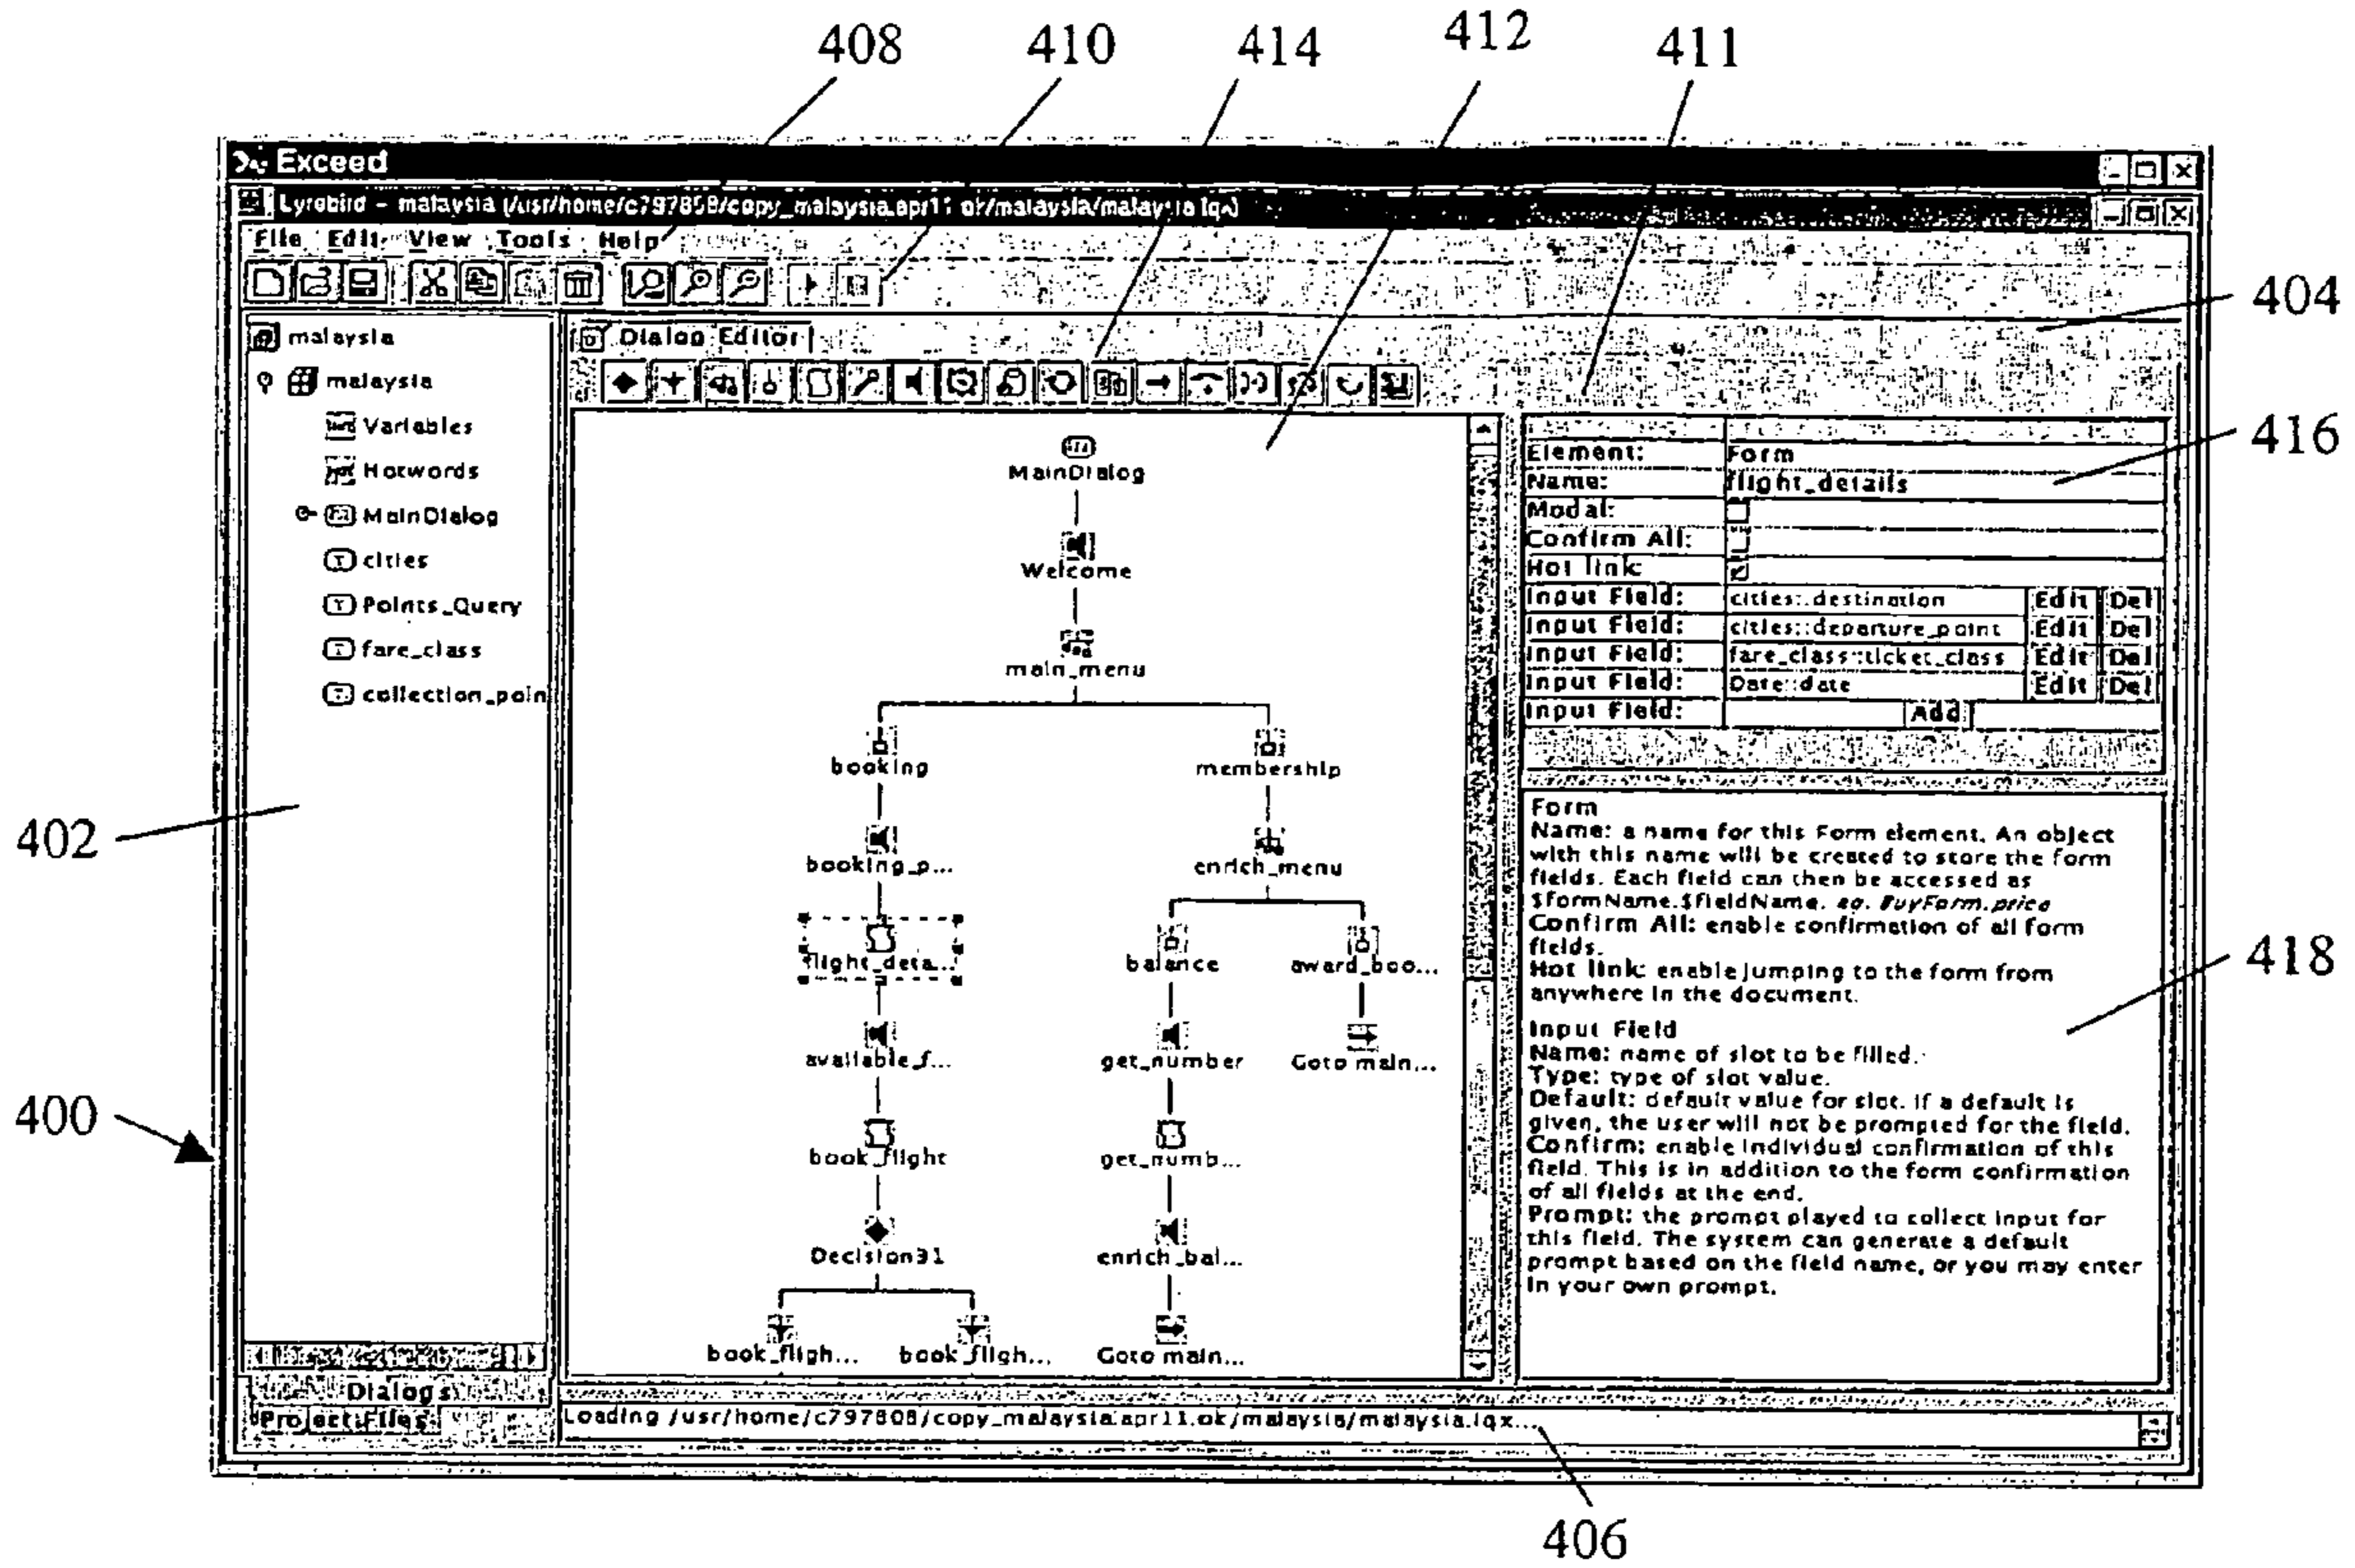 408
410
414
412
411
Exceed
Lyrebird - malaysia (/usr/home/c797808/copy_malaysia.apr11.ok/malaysia/malaysia.lqx)
File Edit View Tools Help
404
malaysia
malaysia
Variables
Hotwords
MainDialog
cities
Points_Query
fare_class
collection_poin
402
400
Dialogs
Project Files
Dialog Editor
MainDialog
Welcome
main_menu
booking
membership
booking_p...
enrich_menu
flight_deta...
balance
award_boo...
available_f...
get_number
Goto main...
book_flight
get_numb...
Decision31
enrich_bal...
book_fligh...
book_fligh...
Goto main...
416
Element: Form
Name: flight_details
Modal:
Confirm All:
Hot link:
Input Field: cities::destination Edit Del
Input Field: cities::departure_point Edit Del
Input Field: fare_class::ticket_class Edit Del
Input Field: Date::date Edit Del
Input Field: Add
Form
Name: a name for this Form element. An object
with this name will be created to store the form
fields. Each field can then be accessed as
$formName.$fieldName. eg. BuyForm.price
Confirm All: enable confirmation of all form
fields.
Hot link: enable jumping to the form from
anywhere in the document.
418
Input Field
Name: name of slot to be filled.
Type: type of slot value.
Default: default value for slot. If a default is
given, the user will not be prompted for the field.
Confirm: enable individual confirmation of this
field. This is in addition to the form confirmation
of all fields at the end.
Prompt: the prompt played to collect input for
this field. The system can generate a default
prompt based on the field name, or you may enter
in your own prompt.
Loading /usr/home/c797808/copy_malaysia.apr11.ok/malaysia/malaysia.lqx...
406